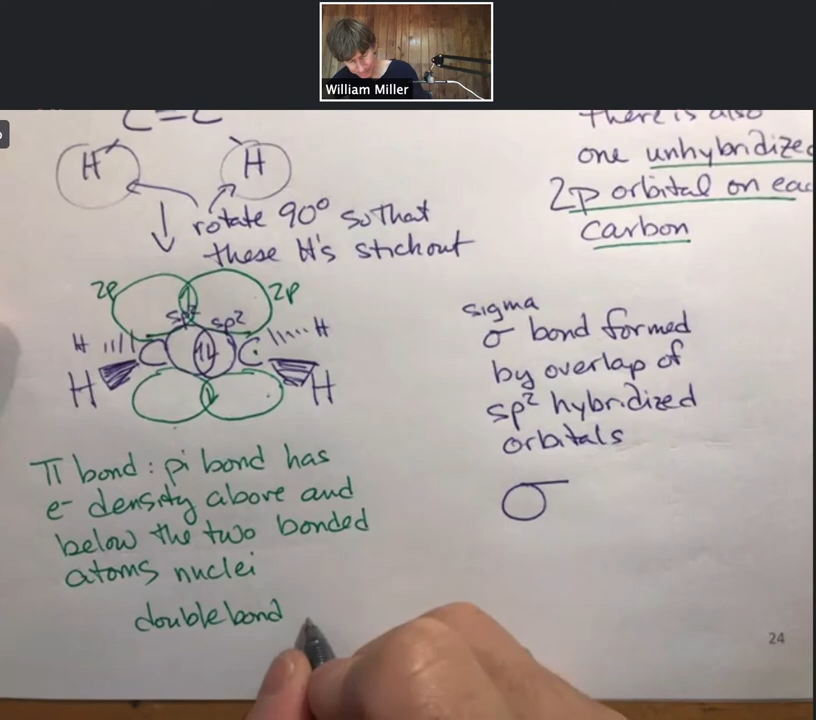 William Miller
C=C
H H
rotate 90° so that
these H's stick out
there is also
one unhybridized
2p orbital on eac
carbon
2p 2p
sp² sp²
H H
C 1↓ C
H H
sigma
σ bond formed
by overlap of
sp² hybridized
orbitals
σ
π bond: pi bond has
e- density above and
below the two bonded
atoms nuclei
double bond
24